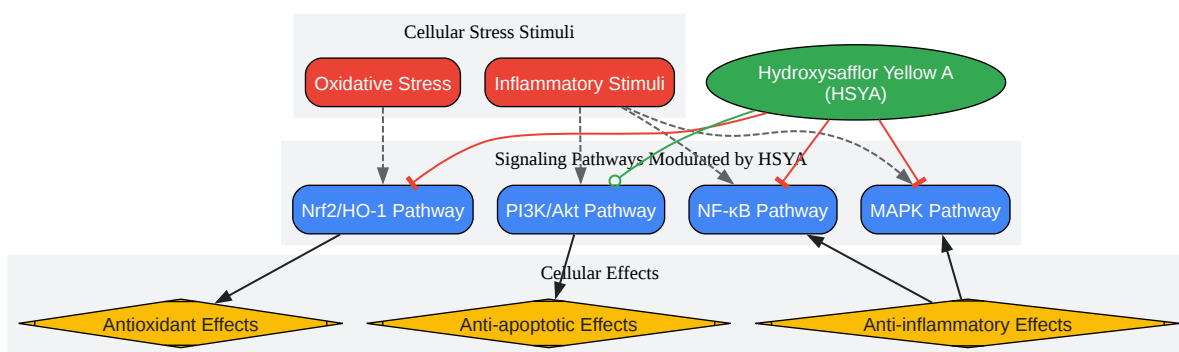 Cellular Stress Stimuli
Oxidative Stress
Inflammatory Stimuli
Hydroxysafflor Yellow A
(HSYA)
Signaling Pathways Modulated by HSYA
Nrf2/HO-1 Pathway
PI3K/Akt Pathway
NF-κB Pathway
MAPK Pathway
Cellular Effects
Antioxidant Effects
Anti-apoptotic Effects
Anti-inflammatory Effects